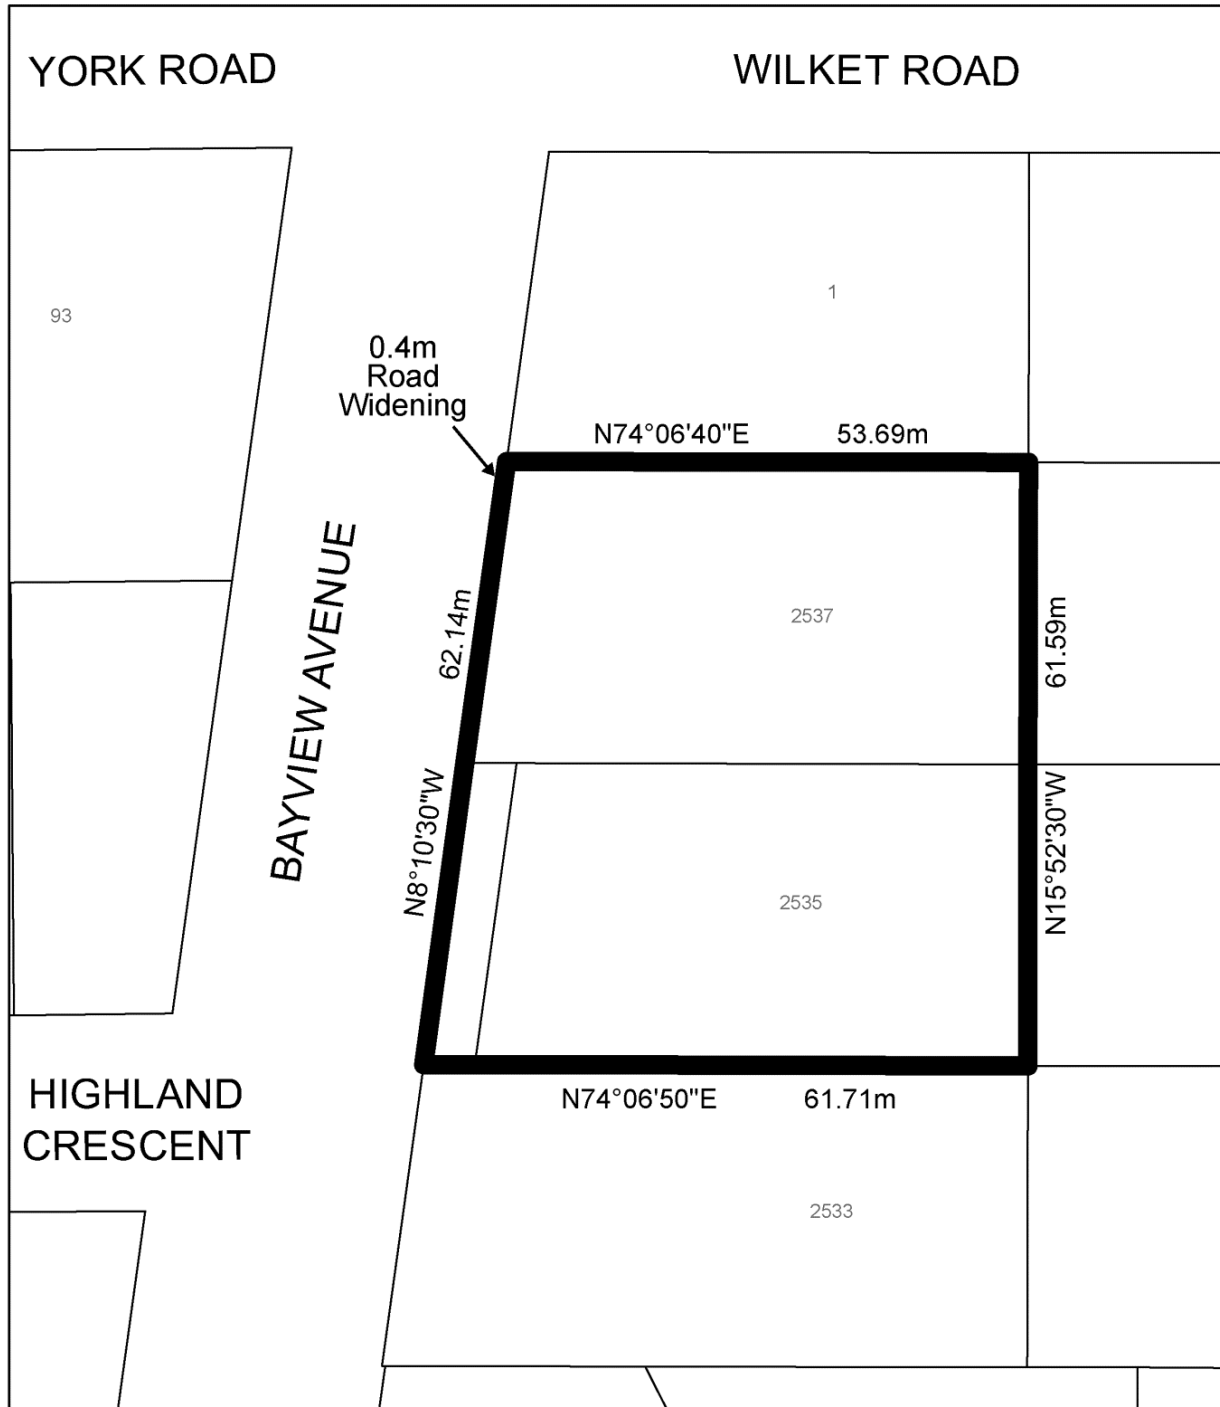 YORK ROAD
WILKET ROAD
1
93
0.4m
Road
Widening
N74°06'40"E 53.69m
BAYVIEW AVENUE
62.14m
N8°10'30"W
2537
61.59m
N15°52'30"W
2535
HIGHLAND
CRESCENT
N74°06'50"E 61.71m
2533